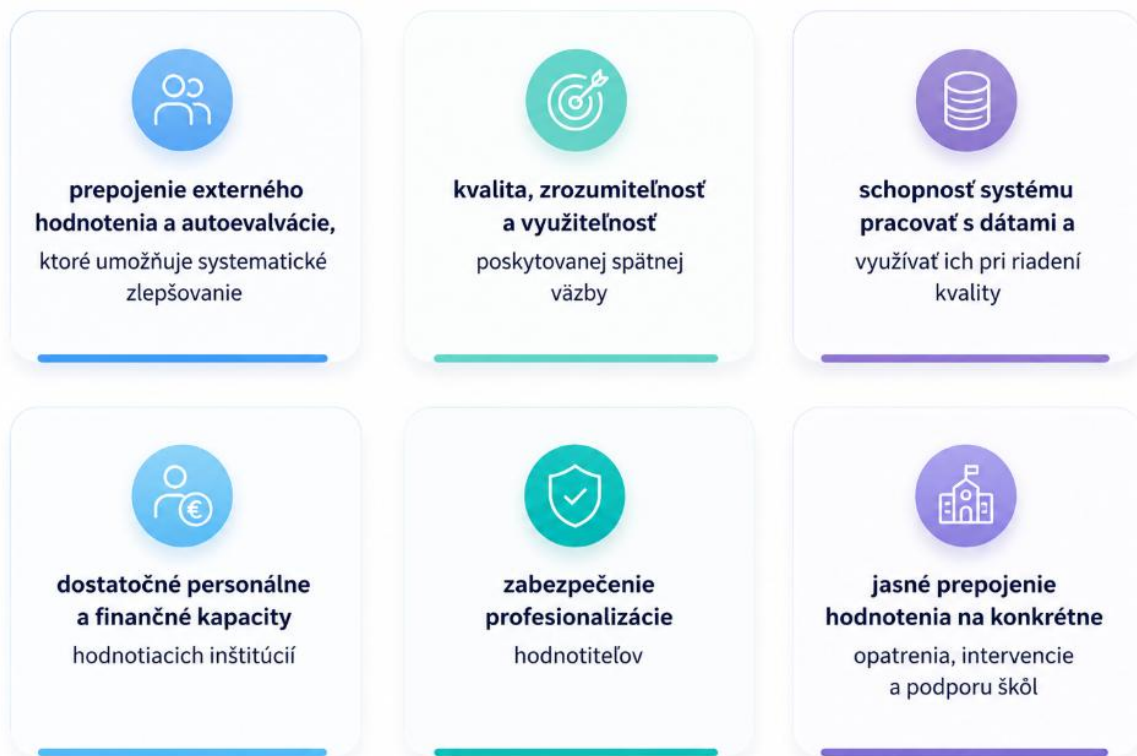 prepojenie externého
hodnotenia a autoevalvácie,
ktoré umožňuje systematické
zlepšovanie
kvalita, zrozumiteľnosť
a využiteľnosť
poskytovanej spätnej
väzby
schopnosť systému
pracovať s dátami a
využívať ich pri riadení
kvality
dostatočné personálne
a finančné kapacity
hodnotiacich inštitúcií
€
zabezpečenie
profesionalizácie
hodnotiteľov
jasné prepojenie
hodnotenia na konkrétne
opatrenia, intervencie
a podporu škôl